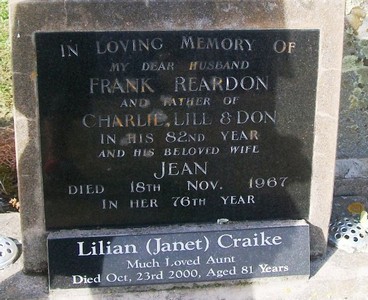 IN LOVING MEMORY OF
MY DEAR HUSBAND
FRANK REARDON
AND FATHER OF
CHARLIE, LILL & DON
IN HIS 82ND YEAR
AND HIS BELOVED WIFE
JEAN
DIED 18TH NOV. 1967
IN HER 76TH YEAR
Lilian (Janet) Craike
Much Loved Aunt
Died Oct, 23rd 2000, Aged 81 Years